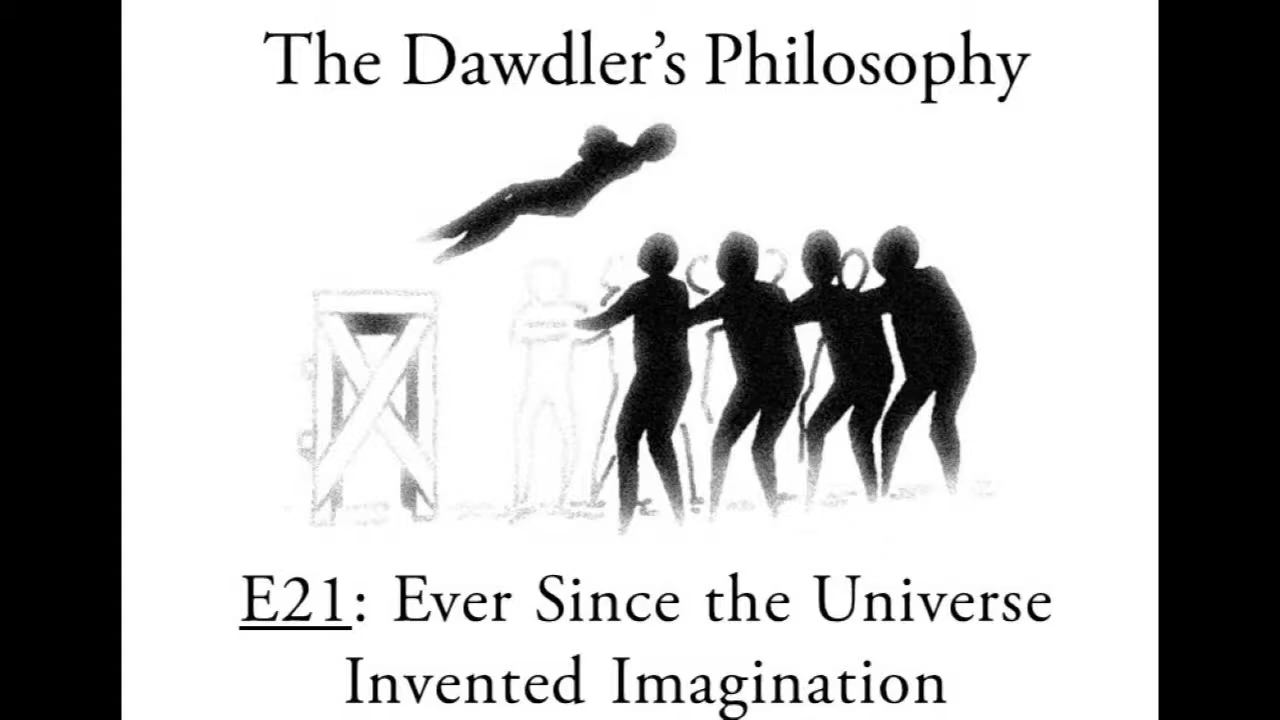 The Dawdler’s Philosophy
E21: Ever Since the Universe
Invented Imagination